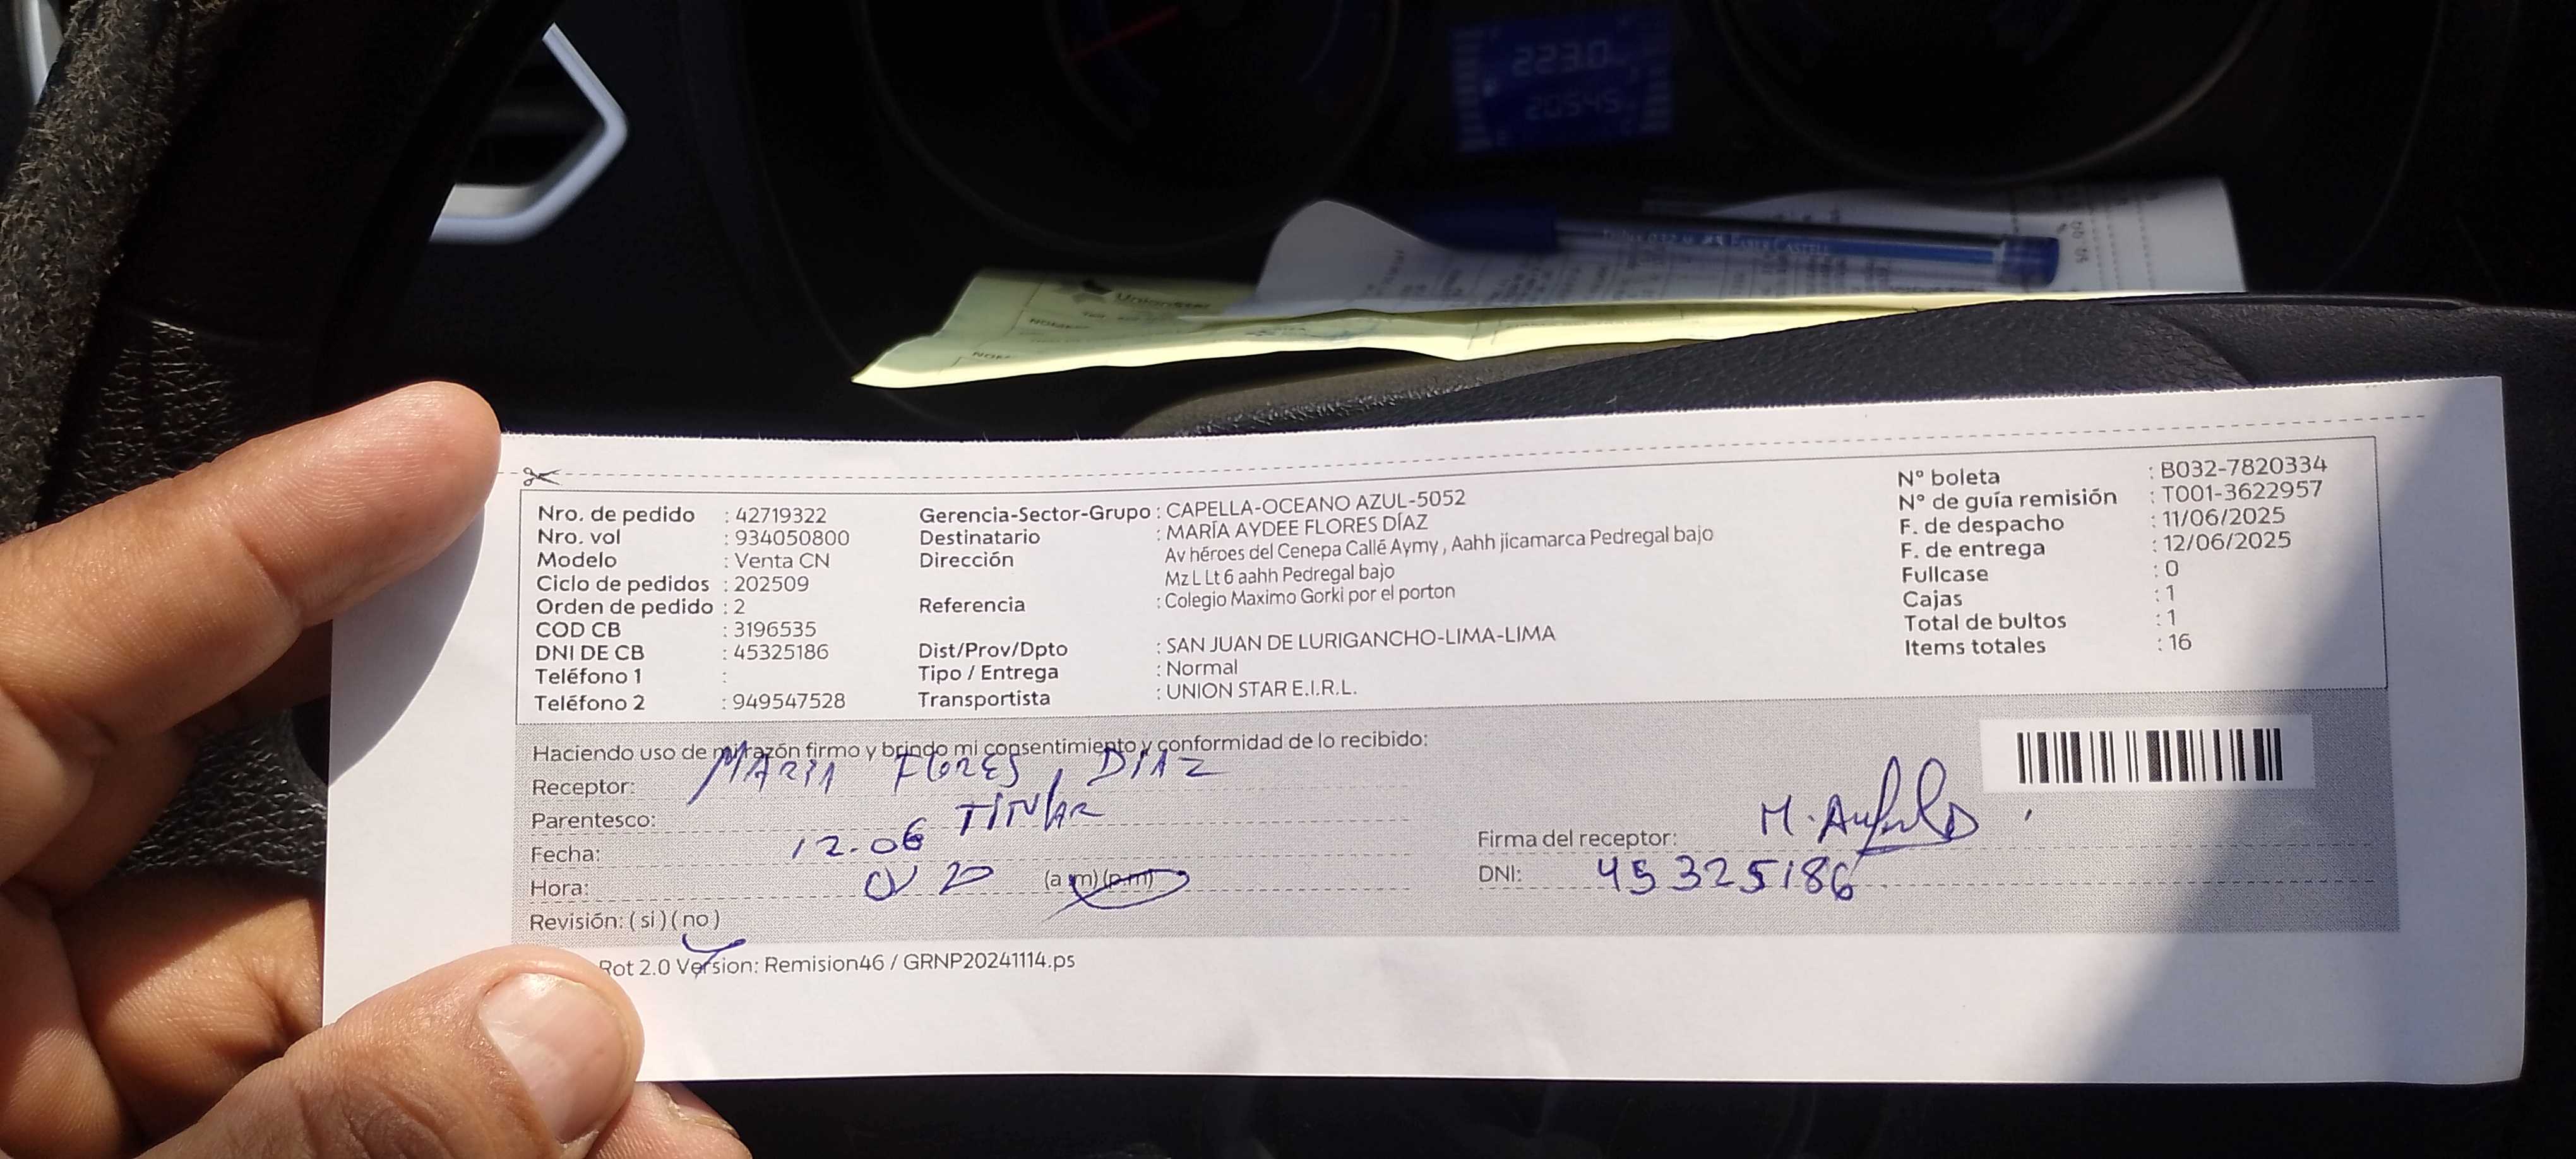 223.0
20545
FABER CASTELL
UnionStar
Nro. de pedido : 42719322
Nro. vol : 934050800
Modelo : Venta CN
Ciclo de pedidos : 202509
Orden de pedido : 2
COD CB : 3196535
DNI DE CB : 45325186
Teléfono 1 :
Teléfono 2 : 949547528
Gerencia-Sector-Grupo : CAPELLA-OCEANO AZUL-5052
Destinatario : MARÍA AYDEE FLORES DÍAZ
Dirección Av héroes del Cenepa Callé Aymy , Aahh jicamarca Pedregal bajo
Mz L Lt 6 aahh Pedregal bajo
Referencia : Colegio Maximo Gorki por el porton
Dist/Prov/Dpto : SAN JUAN DE LURIGANCHO-LIMA-LIMA
Tipo / Entrega : Normal
Transportista : UNION STAR E.I.R.L.
N° boleta : B032-7820334
N° de guía remisión : T001-3622957
F. de despacho : 11/06/2025
F. de entrega : 12/06/2025
Fullcase : 0
Cajas : 1
Total de bultos : 1
Items totales : 16
Haciendo uso de mi razón firmo y brindo mi consentimiento y conformidad de lo recibido:
Receptor: MARIA FLORES DIAZ
Parentesco: TITULAR
Fecha: 12.06
Hora: 20 (a.m) (p.m)
Revisión: ( si ) ( no )
Firma del receptor:
DNI: 45325186
Rot 2.0 Version: Remision46 / GRNP20241114.ps